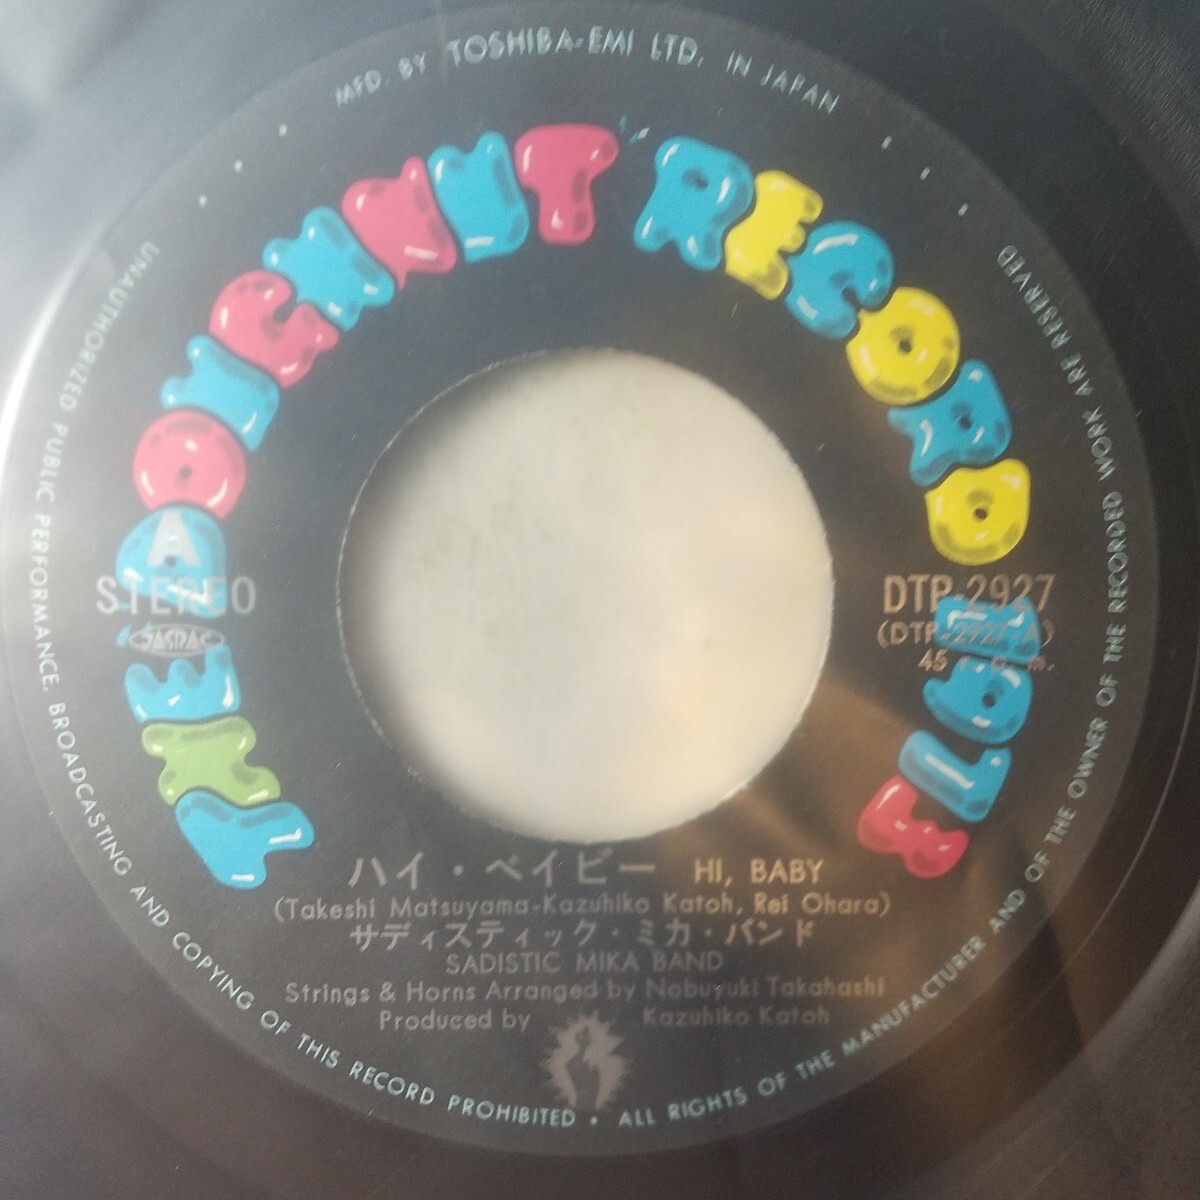 MFD. BY TOSHIBA-EMI LTD. IN JAPAN
THE DOUGHNUT RECORD HOLE
A
STEREO
JASRAC
DTP-2927
(DTP-2927-A)
45 r. p. m.
ハイ・ベイビー HI, BABY
(Takeshi Matsuyama-Kazuhiko Katoh, Rei Ohara)
サディスティック・ミカ・バンド
SADISTIC MIKA BAND
Strings & Horns Arranged by Nobuyuki Takahashi
Produced by Kazuhiko Katoh
UNAUTHORIZED PUBLIC PERFORMANCE, BROADCASTING AND COPYING OF THIS RECORD PROHIBITED • ALL RIGHTS OF THE MANUFACTURER AND OF THE OWNER OF THE RECORDED WORK ARE RESERVED